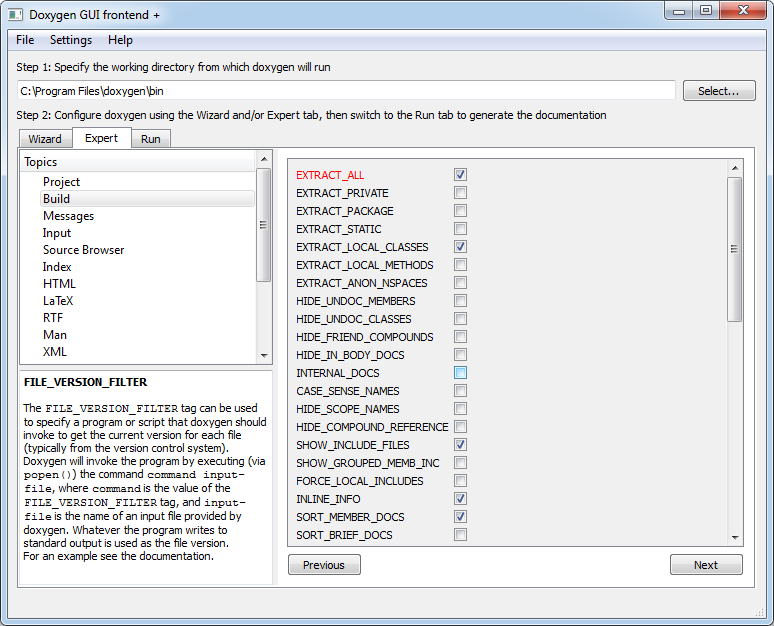 Doxygen GUI frontend +
File Settings Help
Step 1: Specify the working directory from which doxygen will run
C:\Program Files\doxygen\bin
Select...
Step 2: Configure doxygen using the Wizard and/or Expert tab, then switch to the Run tab to generate the documentation
Wizard Expert Run
Topics
Project
Build
Messages
Input
Source Browser
Index
HTML
LaTeX
RTF
Man
XML
FILE_VERSION_FILTER
The FILE_VERSION_FILTER tag can be used
to specify a program or script that doxygen should
invoke to get the current version for each file
(typically from the version control system).
Doxygen will invoke the program by executing (via
popen()) the command command input-
file, where command is the value of the
FILE_VERSION_FILTER tag, and input-
file is the name of an input file provided by
doxygen. Whatever the program writes to
standard output is used as the file version.
For an example see the documentation.
EXTRACT_ALL
EXTRACT_PRIVATE
EXTRACT_PACKAGE
EXTRACT_STATIC
EXTRACT_LOCAL_CLASSES
EXTRACT_LOCAL_METHODS
EXTRACT_ANON_NSPACES
HIDE_UNDOC_MEMBERS
HIDE_UNDOC_CLASSES
HIDE_FRIEND_COMPOUNDS
HIDE_IN_BODY_DOCS
INTERNAL_DOCS
CASE_SENSE_NAMES
HIDE_SCOPE_NAMES
HIDE_COMPOUND_REFERENCE
SHOW_INCLUDE_FILES
SHOW_GROUPED_MEMB_INC
FORCE_LOCAL_INCLUDES
INLINE_INFO
SORT_MEMBER_DOCS
SORT_BRIEF_DOCS
Previous
Next